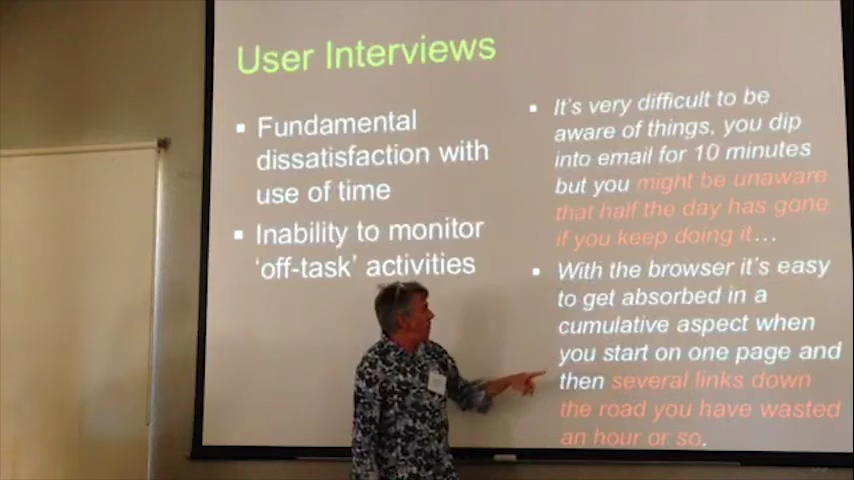 User Interviews
▪ Fundamental
dissatisfaction with
use of time
▪ Inability to monitor
‘off-task’ activities
▪ It’s very difficult to be
aware of things, you dip
into email for 10 minutes
but you might be unaware
that half the day has gone
if you keep doing it…
▪ With the browser it’s easy
to get absorbed in a
cumulative aspect when
you start on one page and
then several links down
the road you have wasted
an hour or so.